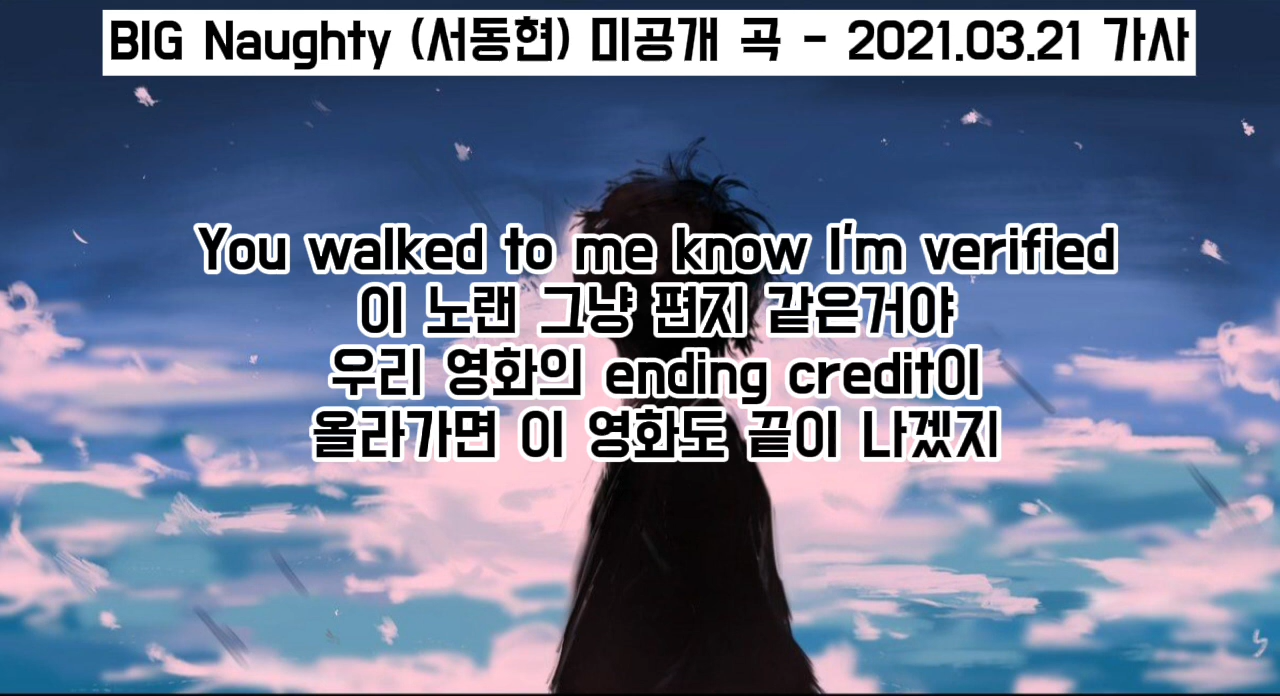 BIG Naughty (서동현) 미공개 곡 - 2021.03.21 가사
You walked to me know I'm verified
이 노랜 그냥 편지 같은거야
우리 영화의 ending credit이
올라가면 이 영화도 끝이 나겠지